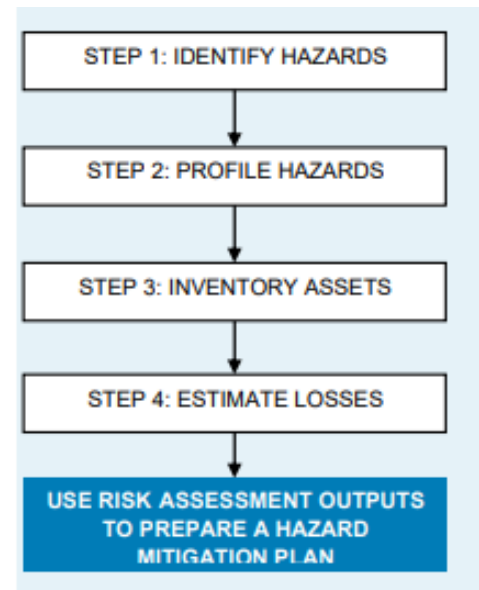 STEP 1: IDENTIFY HAZARDS
STEP 2: PROFILE HAZARDS
STEP 3: INVENTORY ASSETS
STEP 4: ESTIMATE LOSSES
USE RISK ASSESSMENT OUTPUTS
TO PREPARE A HAZARD
MITIGATION PLAN